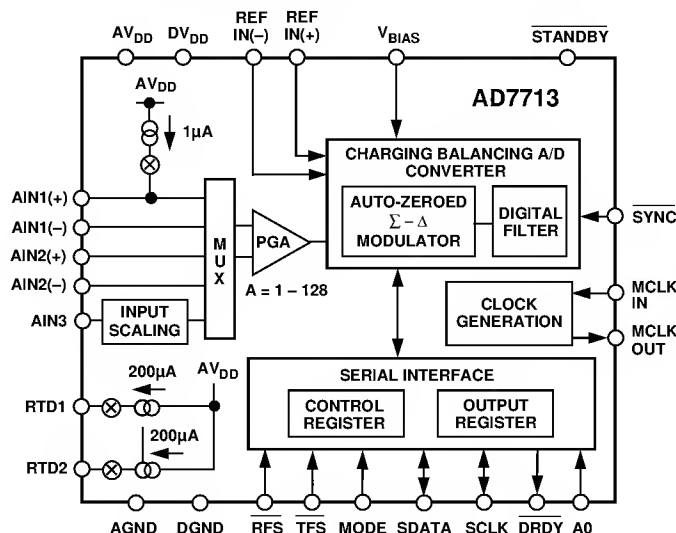 REF
IN(–)
REF
IN(+)
AVDD
DVDD
VBIAS
STANDBY
AVDD
AD7713
1µA
CHARGING BALANCING A/D
CONVERTER
AUTO-ZEROED
Σ – Δ
MODULATOR
DIGITAL
FILTER
AIN1(+)
AIN1(–)
AIN2(+)
AIN2(–)
AIN3
M
U
X
PGA
A = 1 – 128
INPUT
SCALING
SYNC
CLOCK
GENERATION
MCLK
IN
MCLK
OUT
AVDD
200µA
RTD1
200µA
RTD2
SERIAL INTERFACE
CONTROL
REGISTER
OUTPUT
REGISTER
AGND
DGND
RFS
TFS
MODE
SDATA
SCLK
DRDY
A0